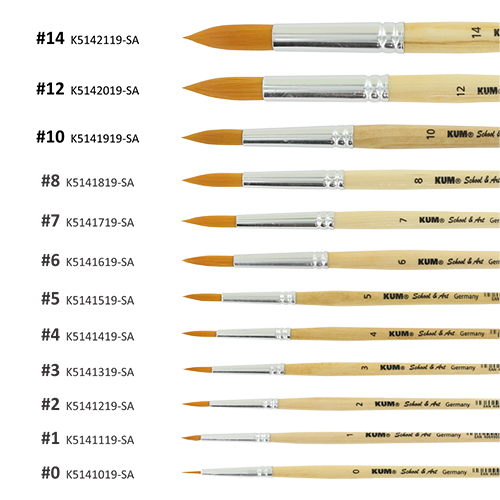 #14 K5142119-SA 14
#12 K5142019-SA 12 KUM®
#10 K5141919-SA 10 KUM® School
#8 K5141819-SA 8 KUM® School & Art
#7 K5141719-SA 7 KUM® School & Art Ger
#6 K5141619-SA 6 KUM® School & Art Germ
#5 K5141519-SA 5 KUM® School & Art Germany
#4 K5141419-SA 4 KUM® School & Art Germany
#3 K5141319-SA 3 KUM® School & Art Germany
#2 K5141219-SA 2 KUM® School & Art Germany
#1 K5141119-SA 1 KUM® School & Art Germany
#0 K5141019-SA 0 KUM® School & Art Germany